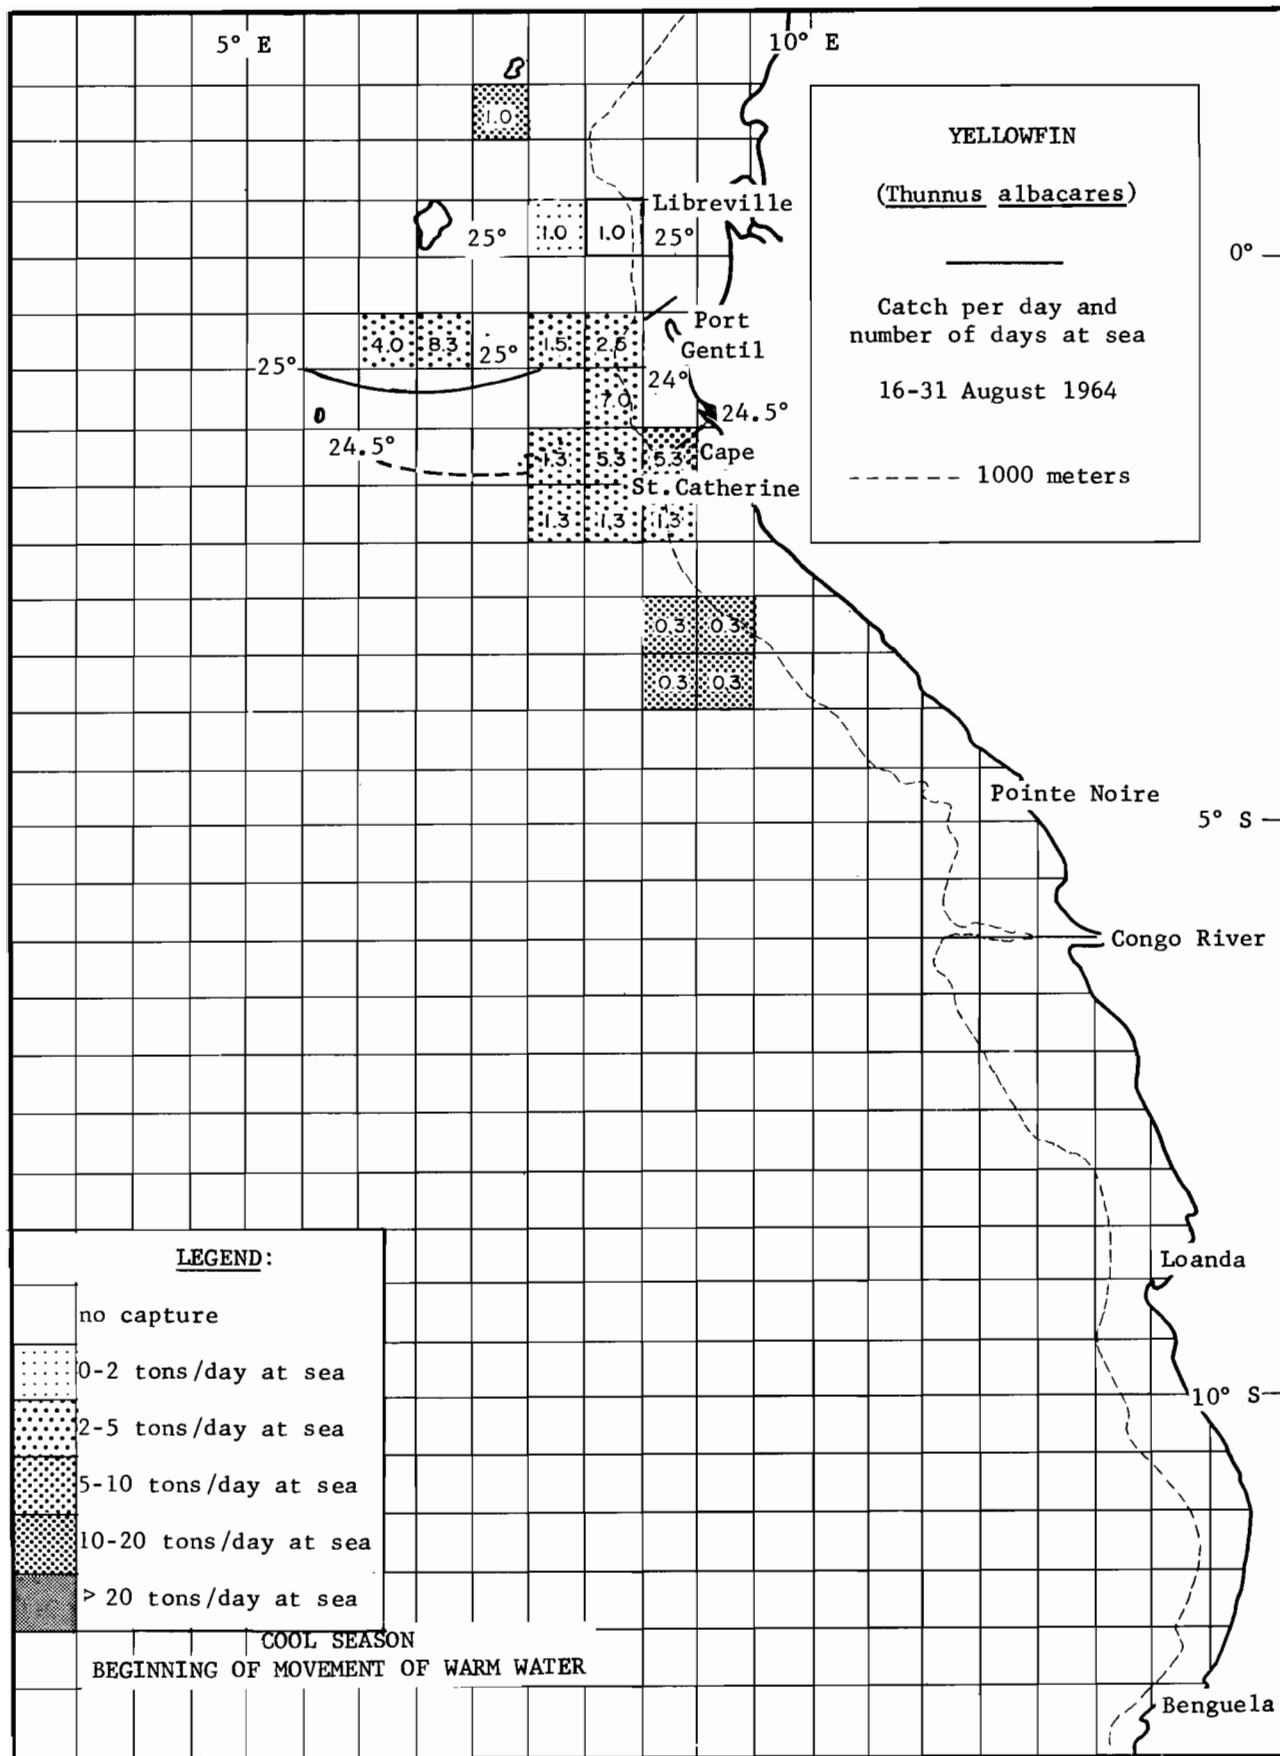 5° E
10° E
1.0
YELLOWFIN
(Thunnus albacares)
Catch per day and
number of days at sea
16-31 August 1964
1000 meters
Libreville
25°
1.0
1.0
25°
0°
Port
Gentil
4.0
8.3
25°
1.5
2.6
25°
24°
7.0
24.5°
24.5°
1.3
5.3
5.3
Cape
St.Catherine
1.3
1.3
1.3
0.3
0.3
0.3
0.3
Pointe Noire
5° S
Congo River
Loanda
10° S
LEGEND:
no capture
0-2 tons/day at sea
2-5 tons/day at sea
5-10 tons/day at sea
10-20 tons/day at sea
> 20 tons/day at sea
COOL SEASON
BEGINNING OF MOVEMENT OF WARM WATER
Benguela